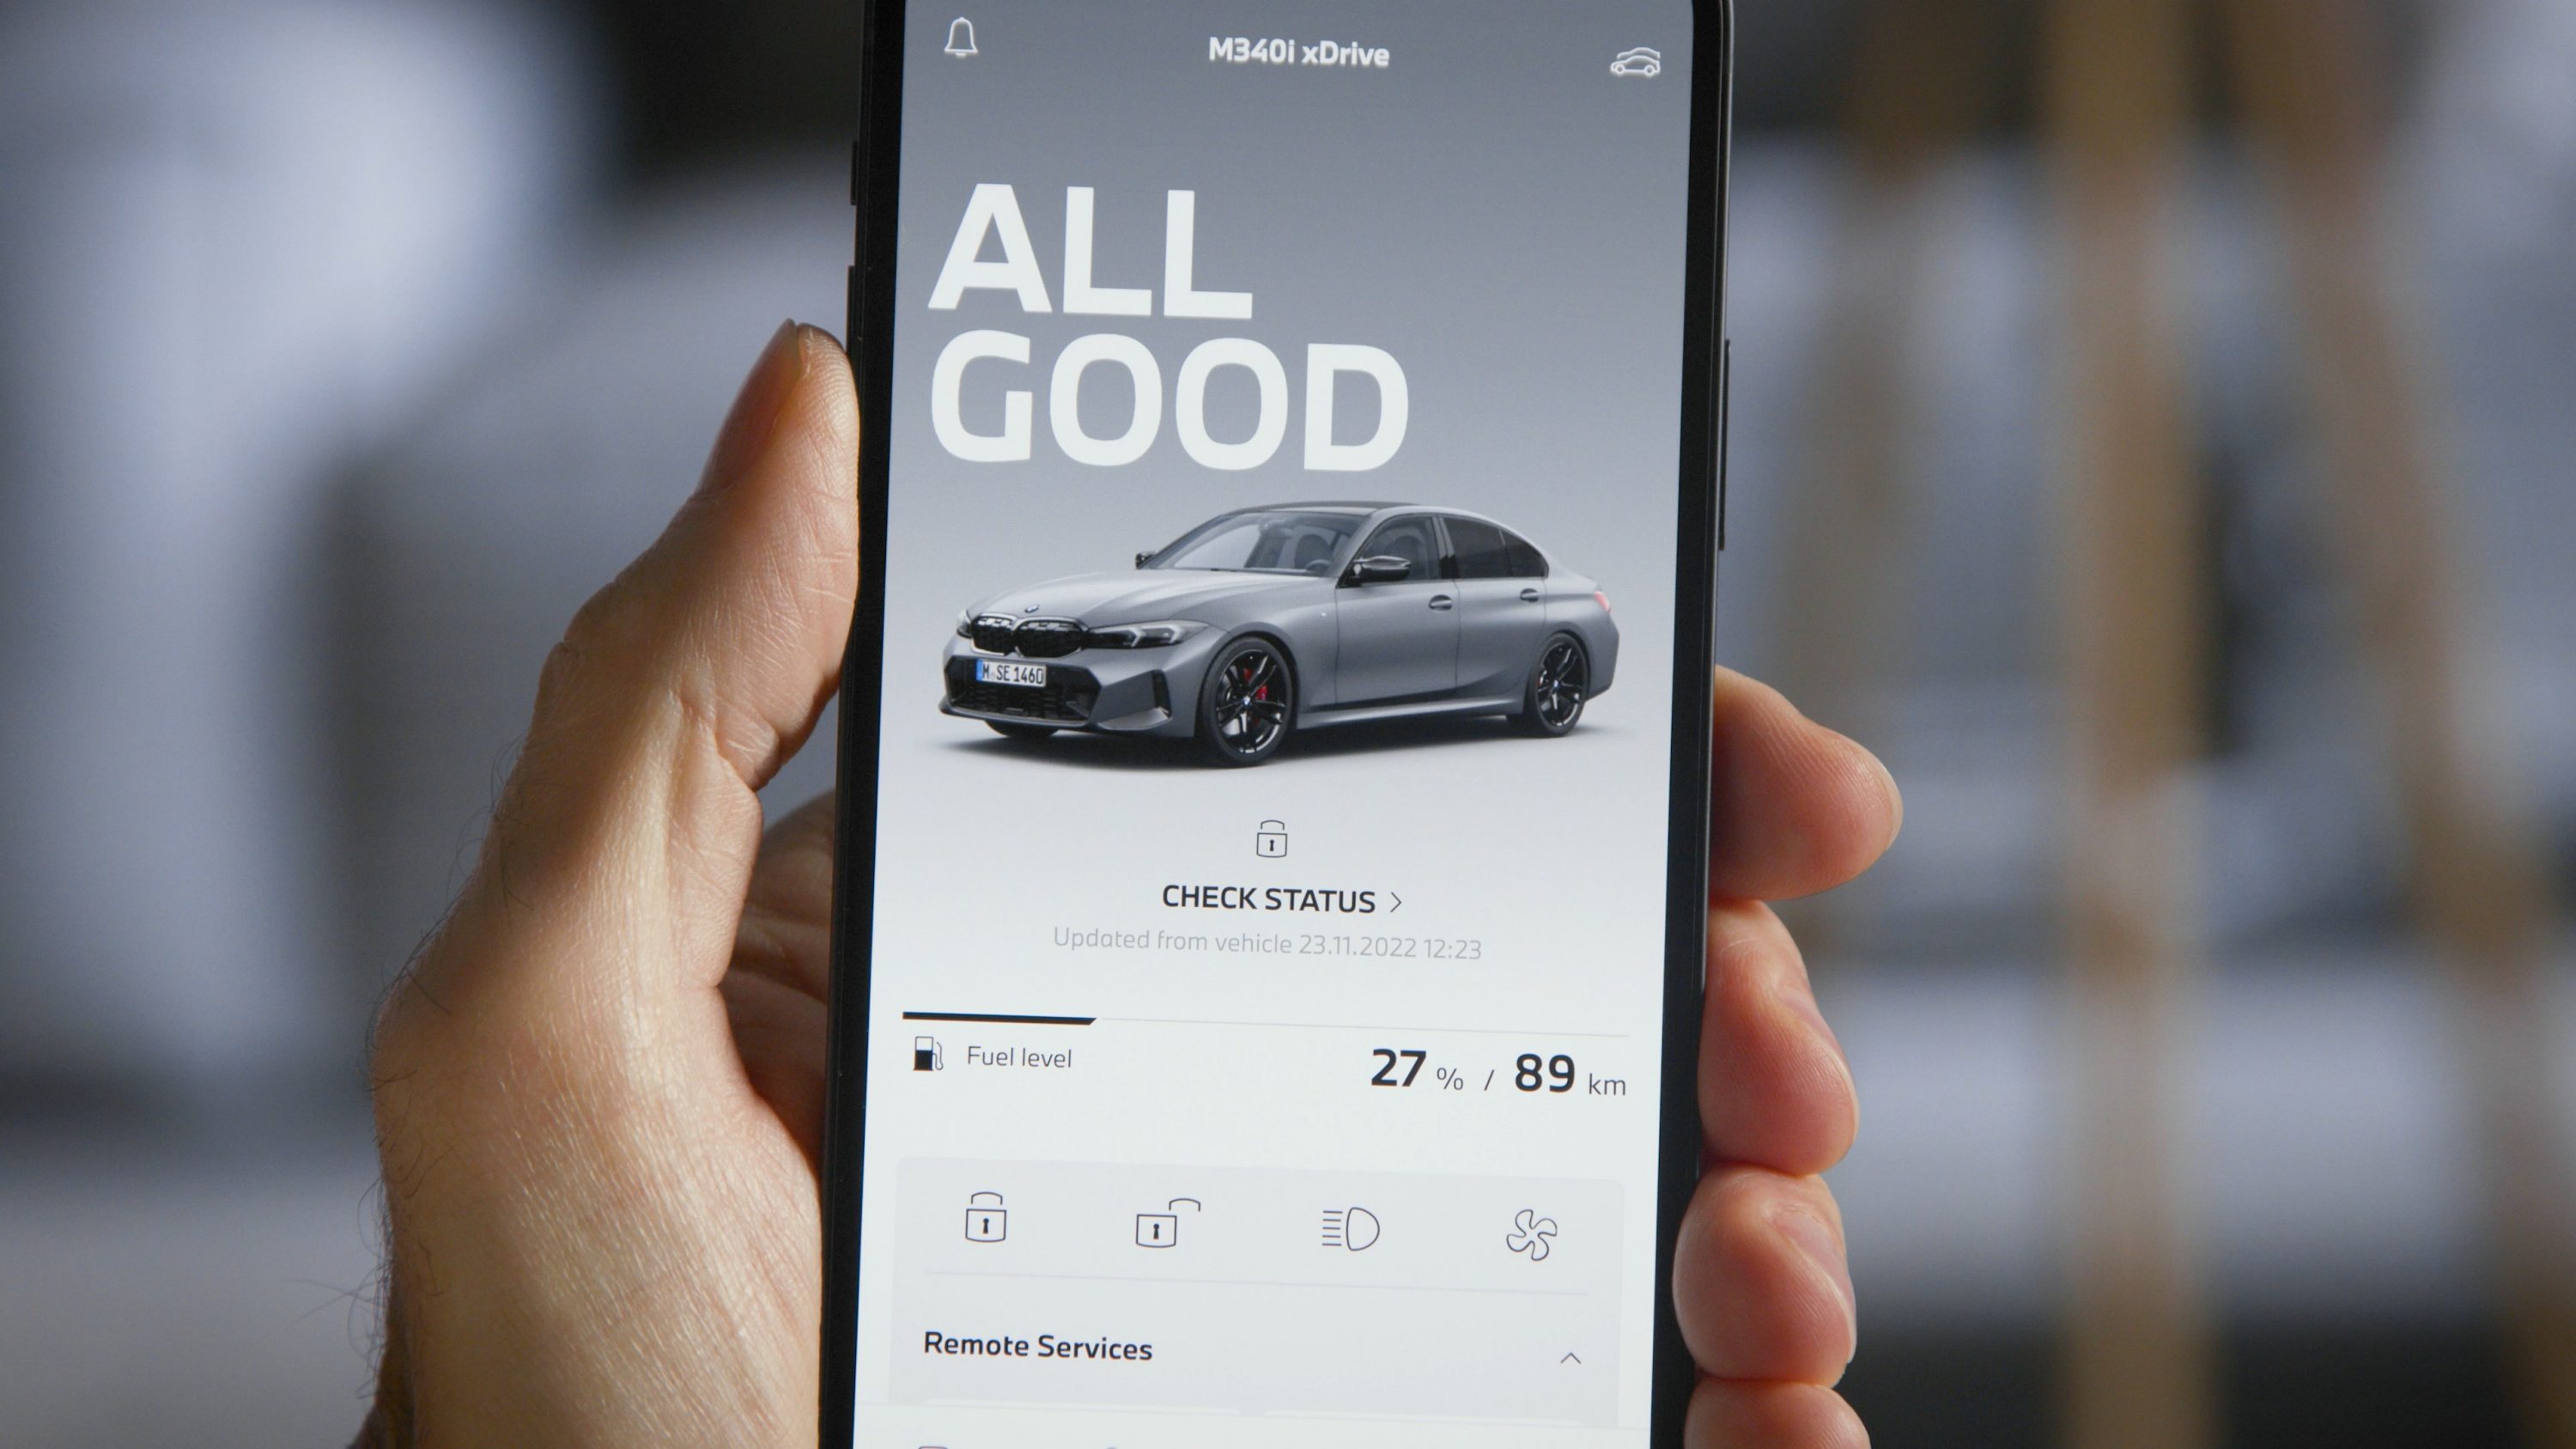 M340i xDrive
ALL
GOOD
M SE 1460
CHECK STATUS
Updated from vehicle 23.11.2022 12:23
Fuel level
27 % / 89 km
Remote Services